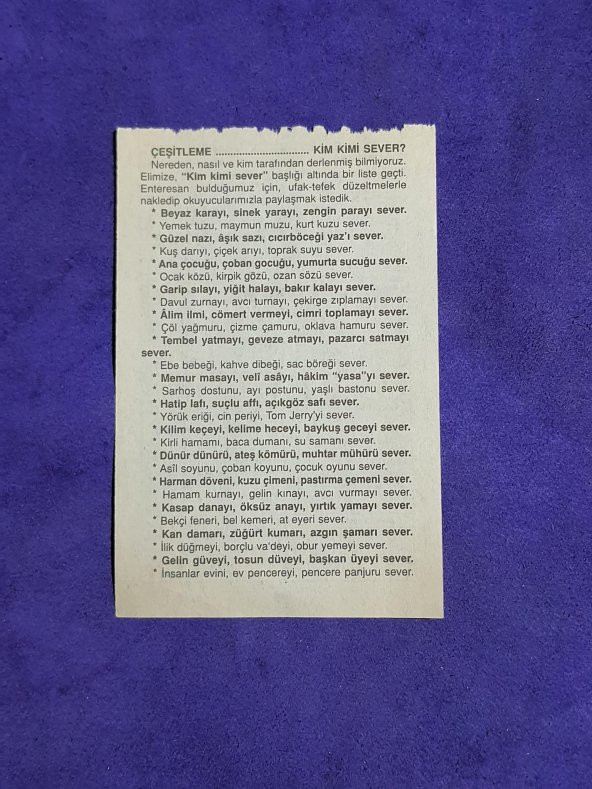 ÇEŞİTLEME ................................ KİM KİMİ SEVER?
Nereden, nasıl ve kim tarafından derlenmiş bilmiyoruz.
Elimize, “Kim kimi sever” başlığı altında bir liste geçti.
Enteresan bulduğumuz için, ufak-tefek düzeltmelerle
nakledip okuyucularımızla paylaşmak istedik.
* Beyaz karayı, sinek yarayı, zengin parayı sever.
* Yemek tuzu, maymun muzu, kurt kuzu sever.
* Güzel nazı, âşık sazı, cıcırböceği yaz’ı sever.
* Kuş darıyı, çiçek arıyı, toprak suyu sever.
* Ana çocuğu, çoban gocuğu, yumurta sucuğu sever.
* Ocak közü, kirpik gözü, ozan sözü sever.
* Garip sılayı, yiğit halayı, bakır kalayı sever.
* Davul zurnayı, avcı turnayı, çekirge zıplamayı sever.
* Âlim ilmi, cömert vermeyi, cimri toplamayı sever.
* Çöl yağmuru, çizme çamuru, oklava hamuru sever.
* Tembel yatmayı, geveze atmayı, pazarcı satmayı
sever.
* Ebe bebeği, kahve dibeği, sac böreği sever.
* Memur masayı, velî asâyı, hâkim “yasa”yı sever.
* Sarhoş dostunu, ayı postunu, yaşlı bastonu sever.
* Hatip lafı, suçlu affı, açıkgöz safı sever.
* Yörük eriği, cin periyi, Tom Jerry’yi sever.
* Kilim keçeyi, kelime heceyi, baykuş geceyi sever.
* Kirli hamamı, baca dumanı, su samanı sever.
* Dünür dünürü, ateş kömürü, muhtar mühürü sever.
* Asîl soyunu, çoban koyunu, çocuk oyunu sever.
* Harman döveni, kuzu çimeni, pastırma çemeni sever.
* Hamam kurnayı, gelin kınayı, avcı vurmayı sever.
* Kasap danayı, öksüz anayı, yırtık yamayı sever.
* Bekçi feneri, bel kemeri, at eyeri sever.
* Kan damarı, züğürt kumarı, azgın şamarı sever.
* İlik düğmeyi, borçlu va’deyi, obur yemeyi sever.
* Gelin güveyi, tosun düveyi, başkan üyeyi sever.
* İnsanlar evini, ev pencereyi, pencere panjuru sever.